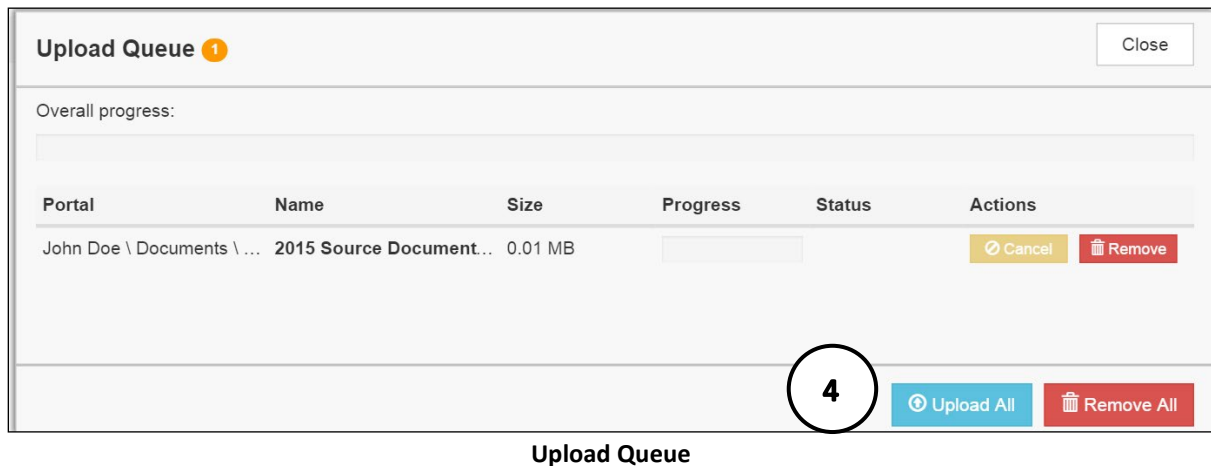 Upload Queue 1
Close
Overall progress:
Portal Name Size Progress Status Actions
John Doe \ Documents \ ... 2015 Source Document... 0.01 MB Cancel Remove
4 Upload All Remove All
Upload Queue